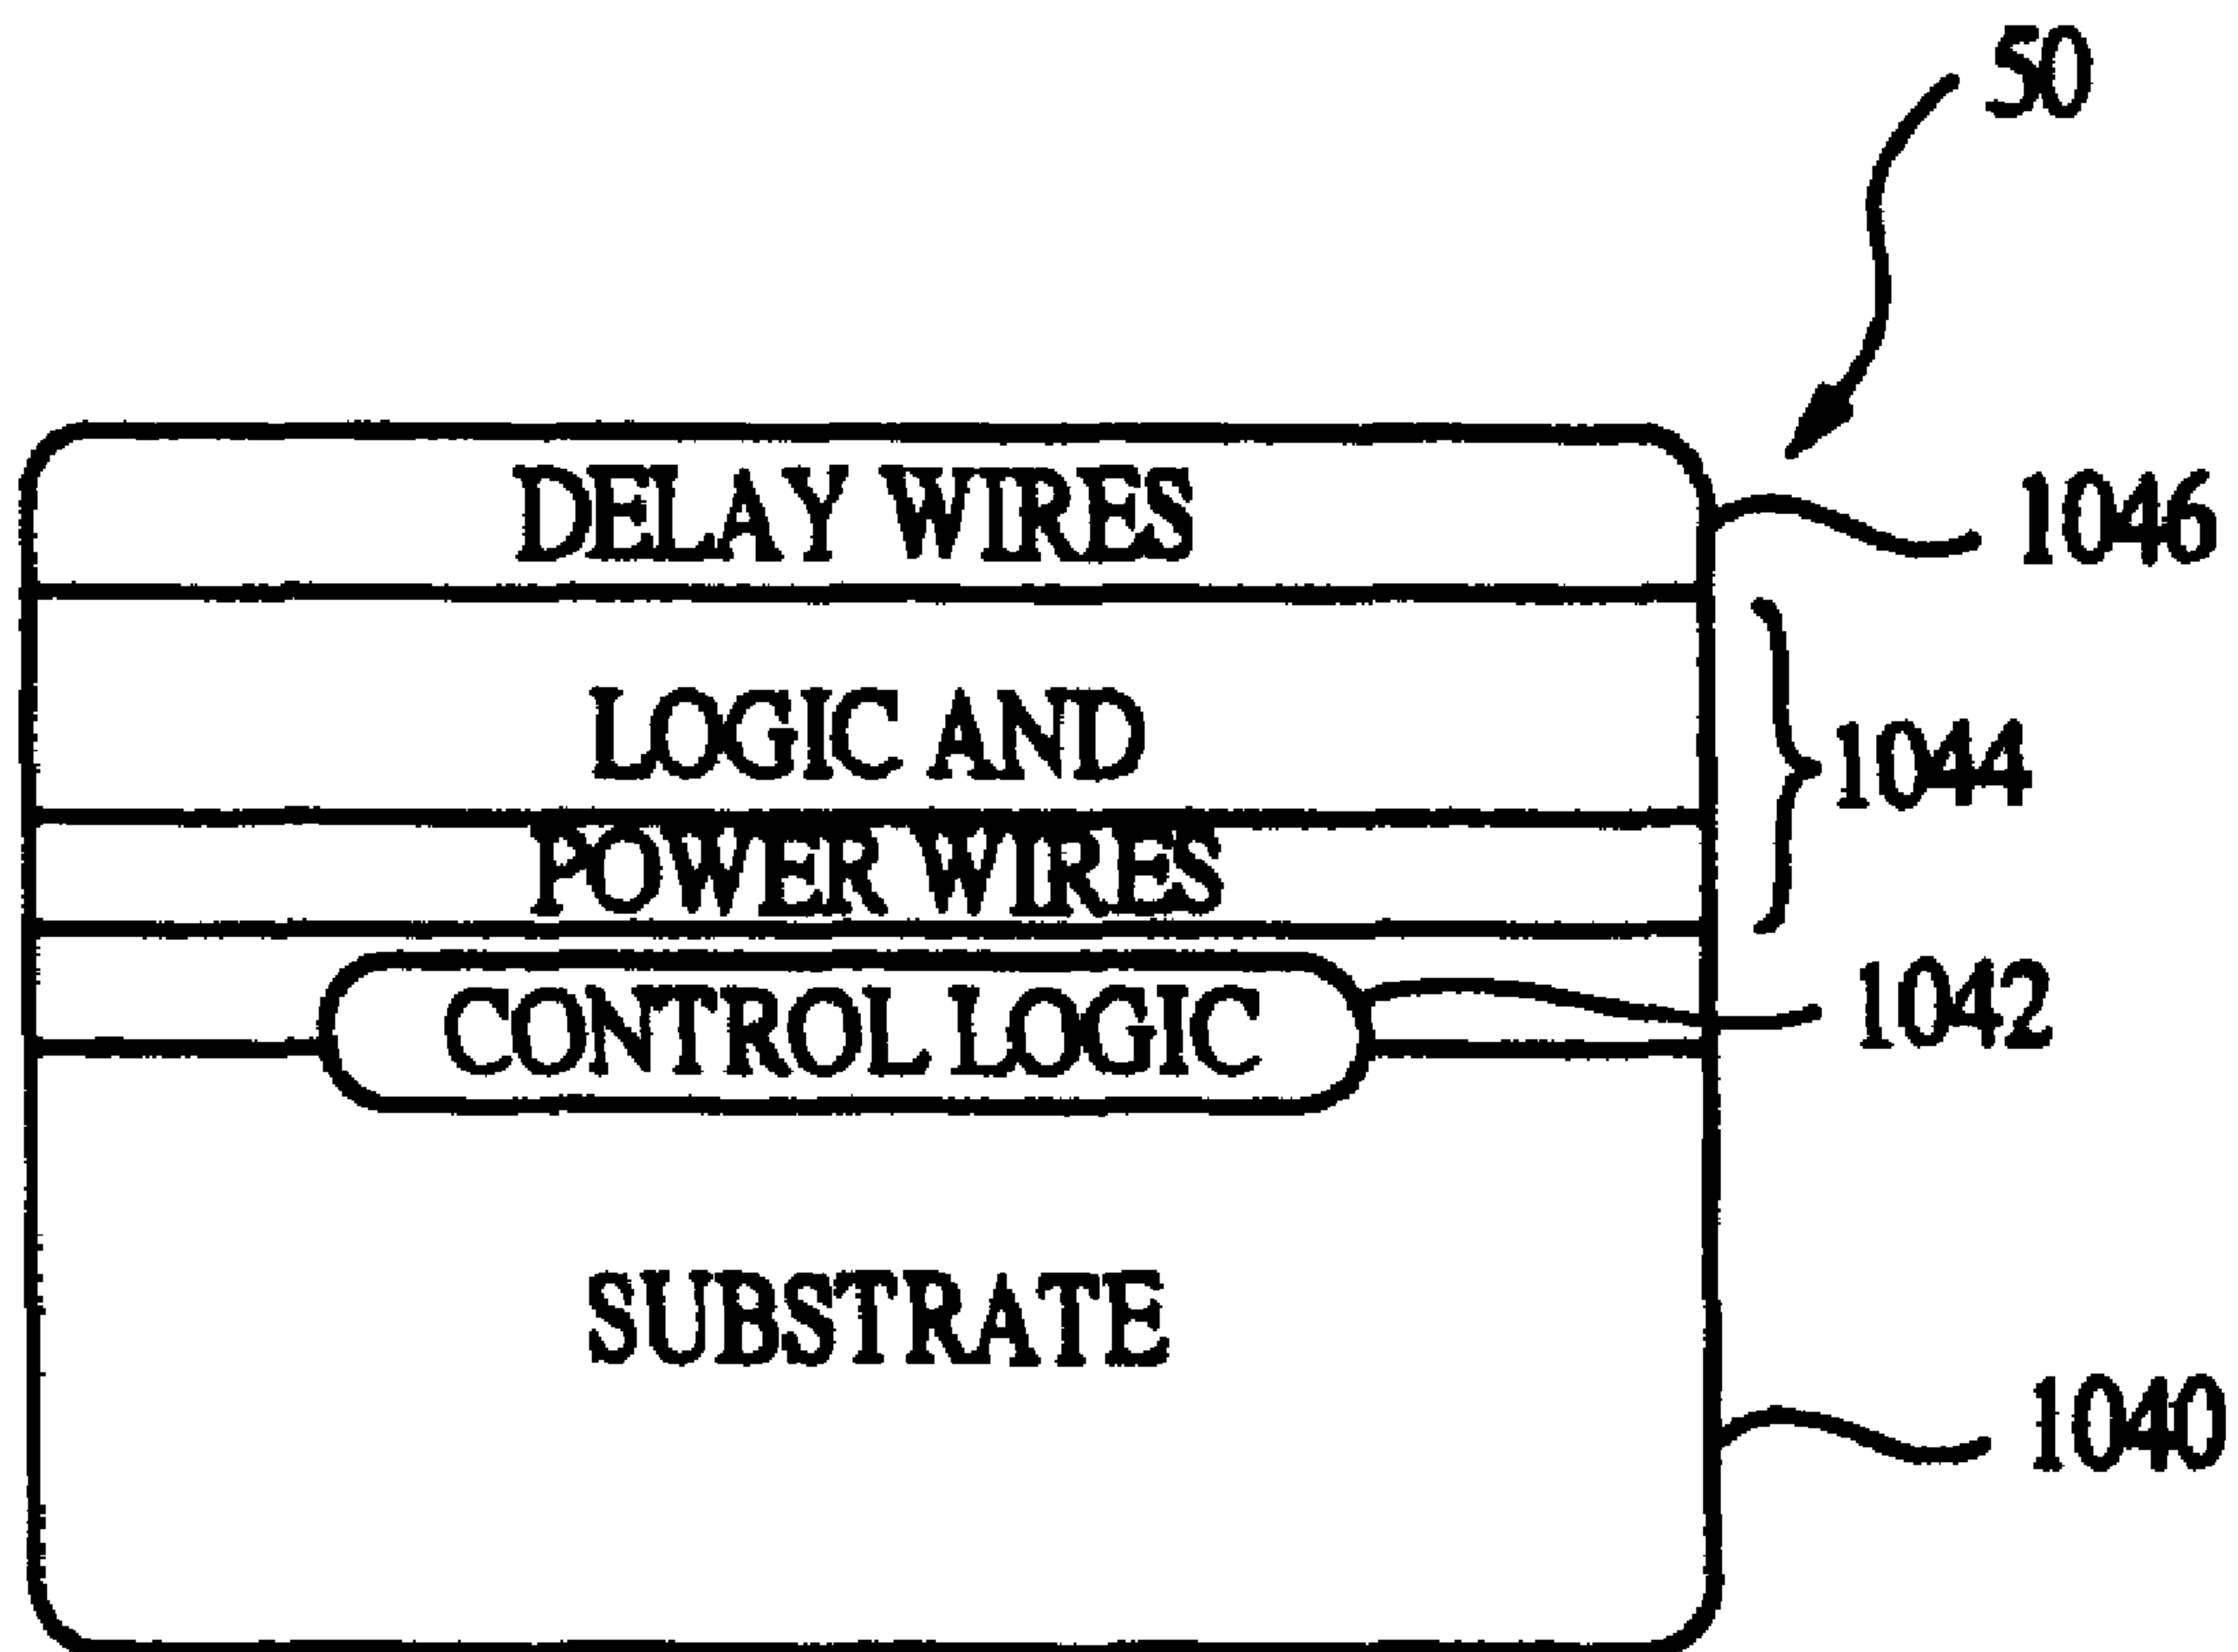 50
DELAY WIRES
1046
LOGIC AND
1044
POWER WIRES
CONTROL LOGIC
1042
SUBSTRATE
1040